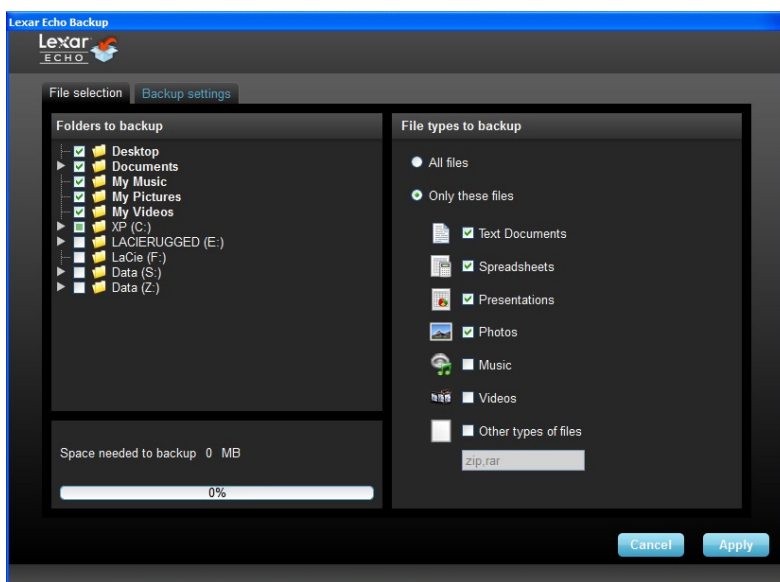 Lexar Echo Backup
Lexar
ECHO
File selection
Backup settings
Folders to backup
Desktop
Documents
My Music
My Pictures
My Videos
XP (C:)
LACIERUGGED (E:)
LaCie (F:)
Data (S:)
Data (Z:)
Space needed to backup 0 MB
0%
File types to backup
All files
Only these files
Text Documents
Spreadsheets
Presentations
Photos
Music
Videos
Other types of files
zip,rar
Cancel
Apply